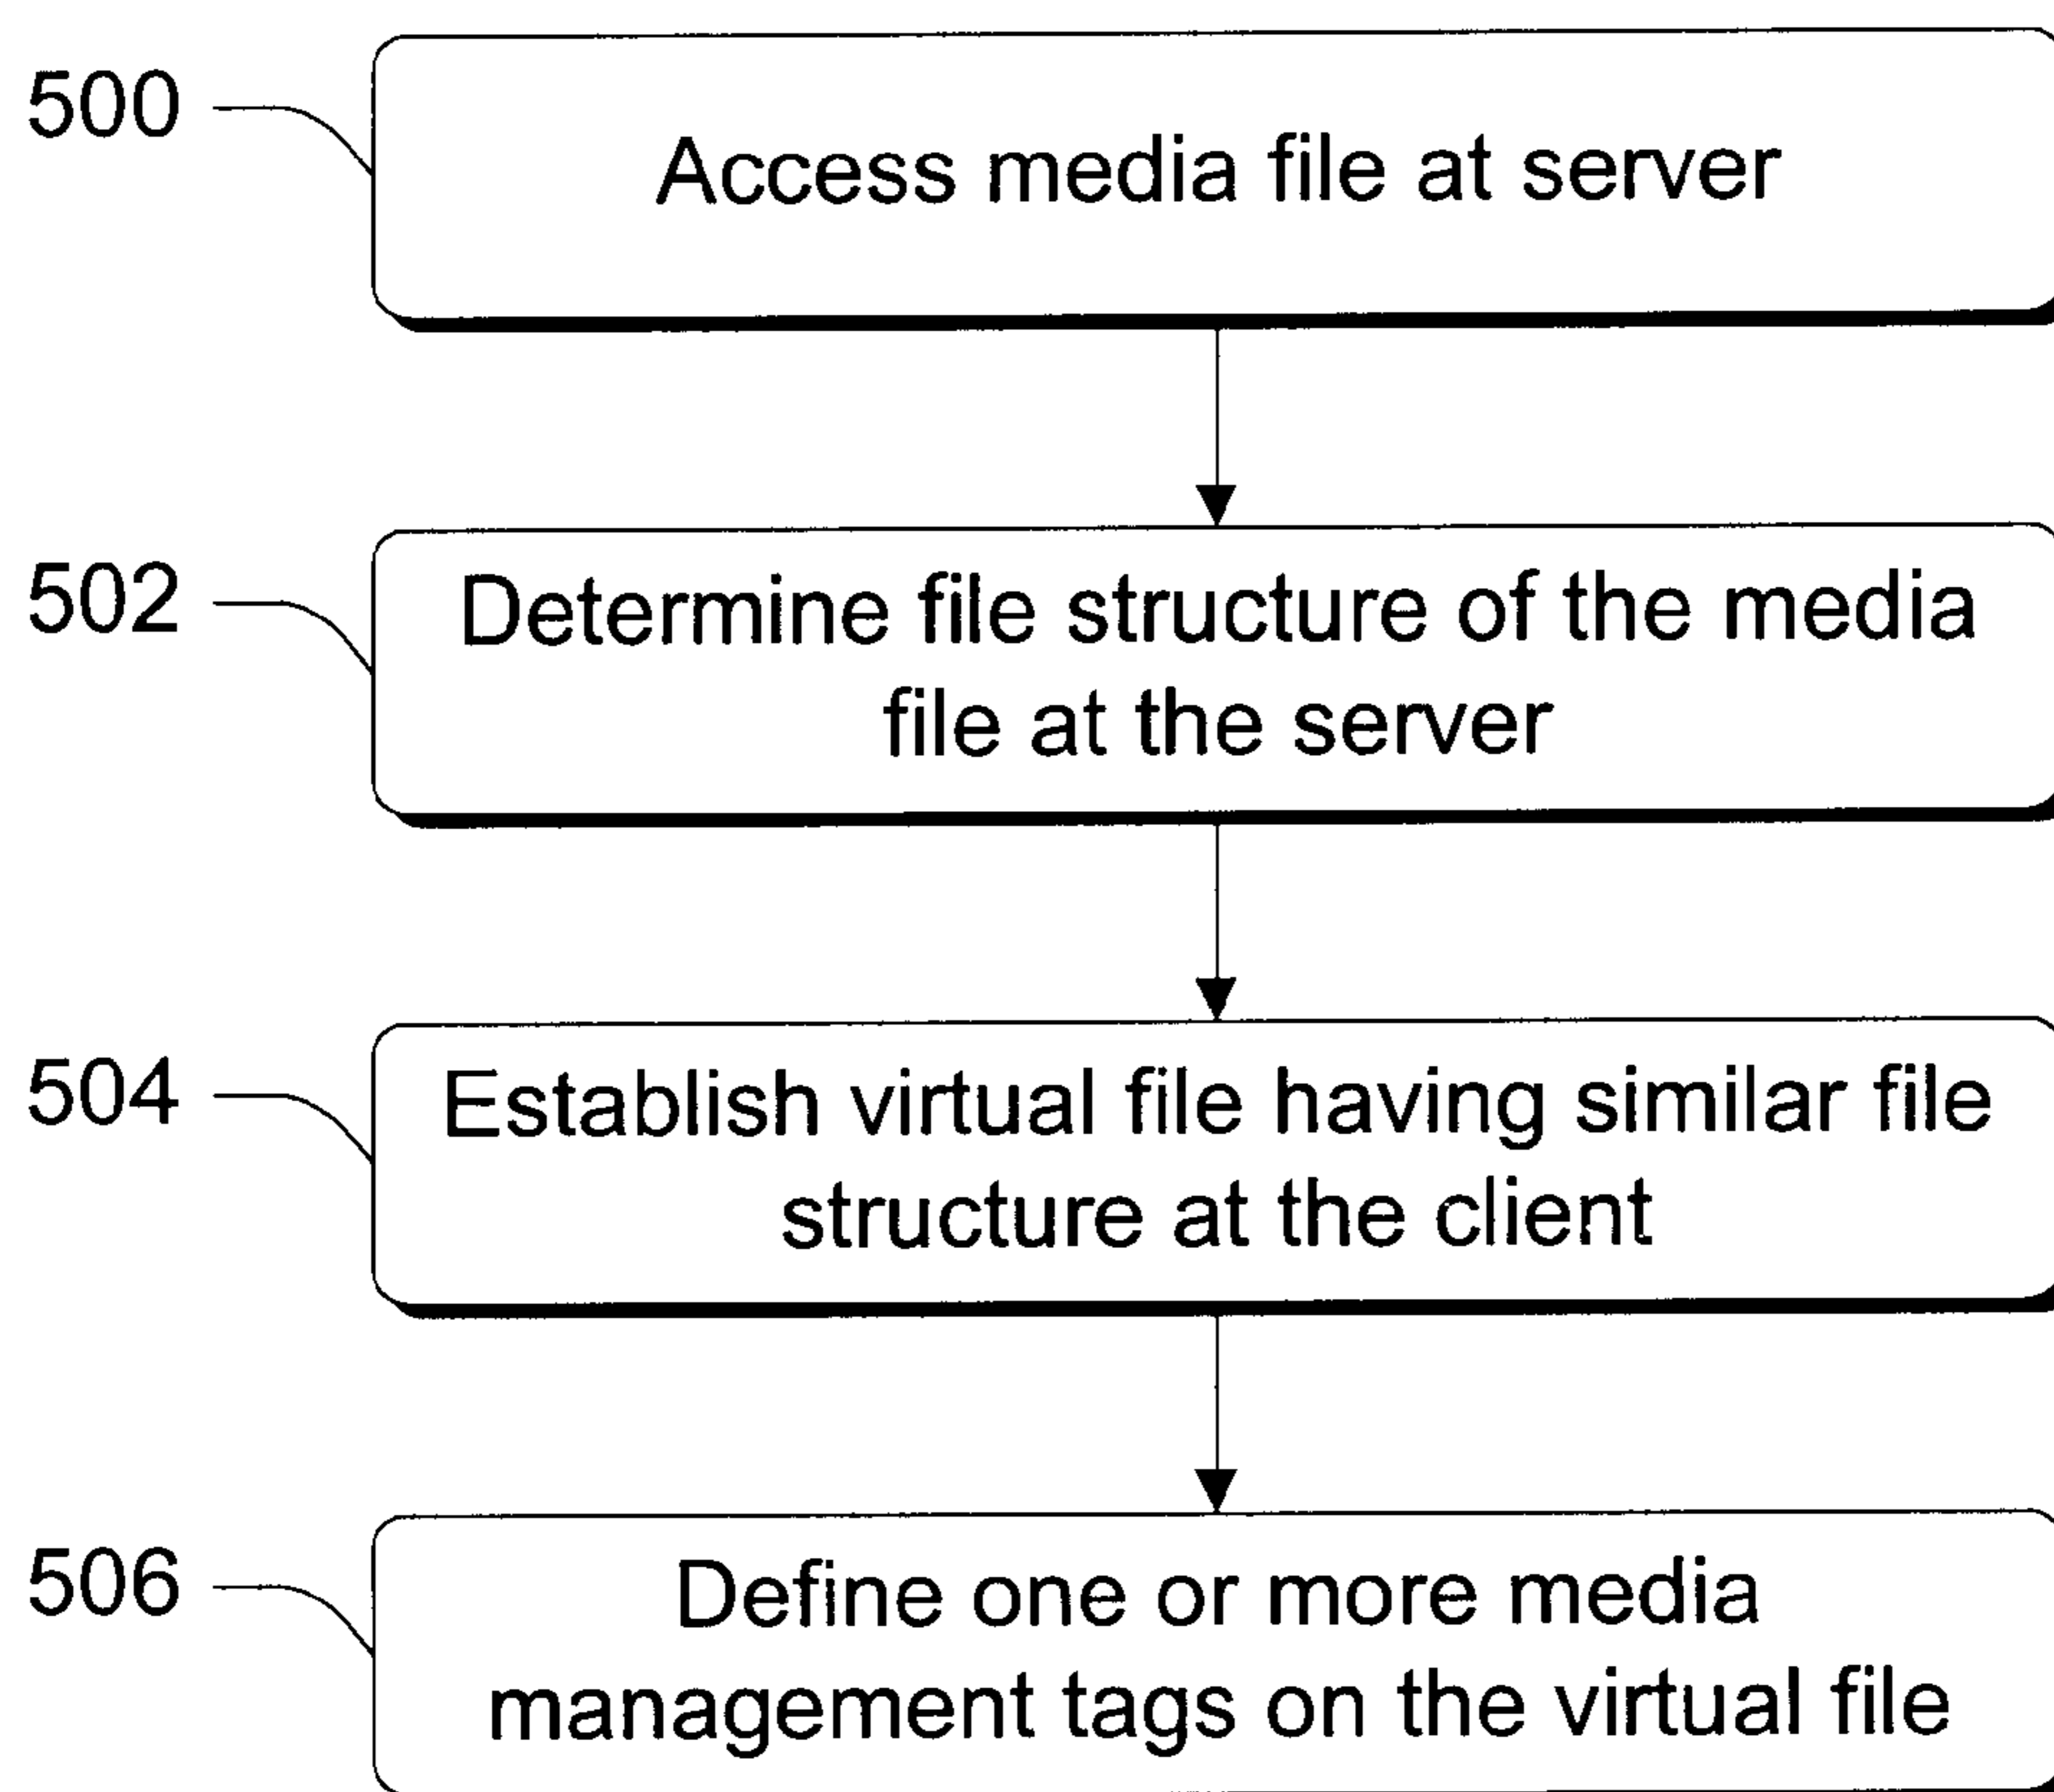 500
Access media file at server
502
Determine file structure of the media
file at the server
504
Establish virtual file having similar file
structure at the client
506
Define one or more media
management tags on the virtual file